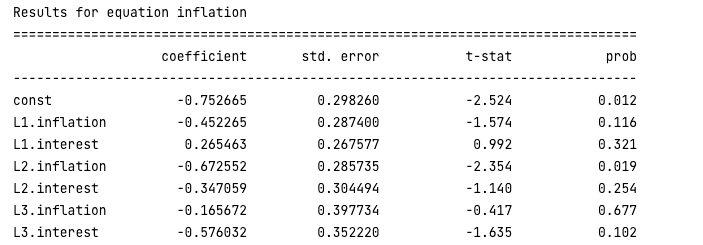 Results for equation inflation
================================================================================
coefficient std. error t-stat prob
--------------------------------------------------------------------------------
const -0.752665 0.298260 -2.524 0.012
L1.inflation -0.452265 0.287400 -1.574 0.116
L1.interest 0.265463 0.267577 0.992 0.321
L2.inflation -0.672552 0.285735 -2.354 0.019
L2.interest -0.347059 0.304494 -1.140 0.254
L3.inflation -0.165672 0.397734 -0.417 0.677
L3.interest -0.576032 0.352220 -1.635 0.102